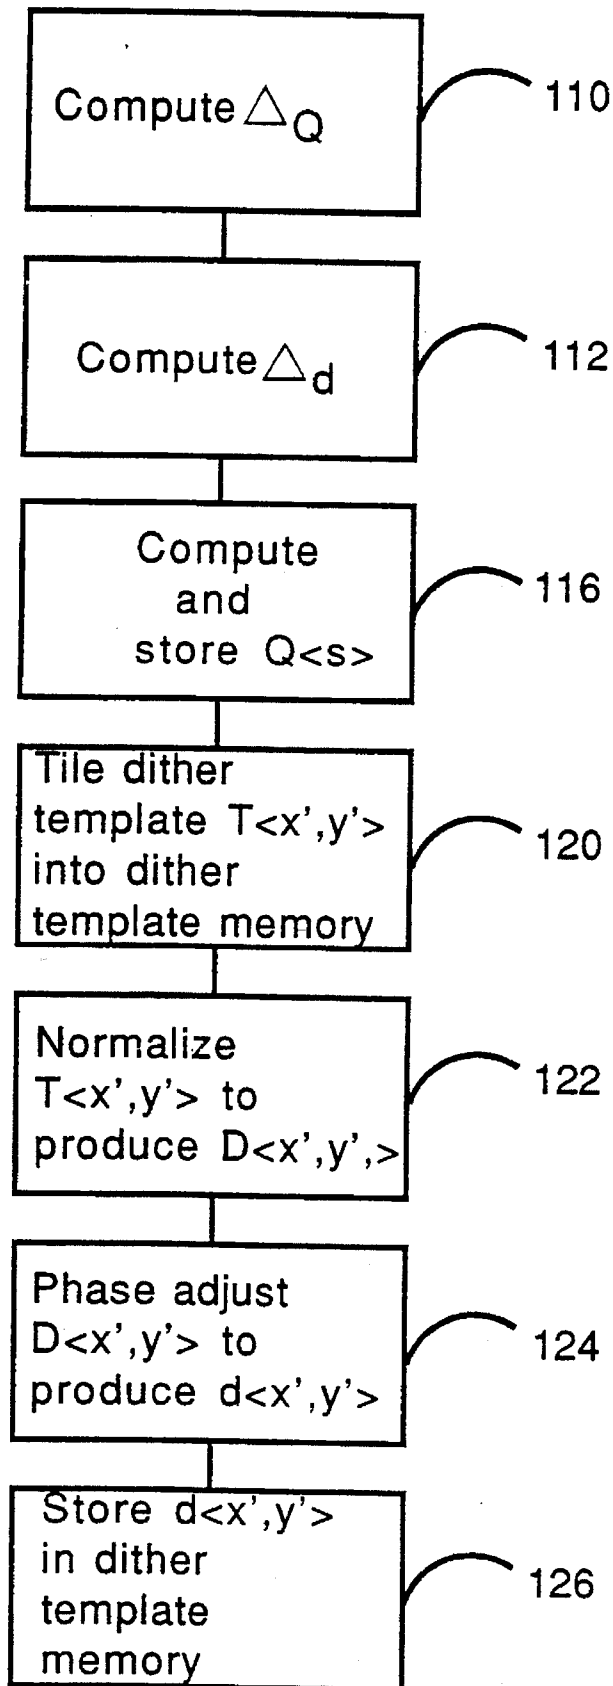 Compute △Q
110
Compute △d
112
Compute
and
store Q<s>
116
Tile dither
template T<x',y'>
into dither
template memory
120
Normalize
T<x',y'> to
produce D<x',y',>
122
Phase adjust
D<x',y'> to
produce d<x',y'>
124
Store d<x',y'>
in dither
template
memory
126